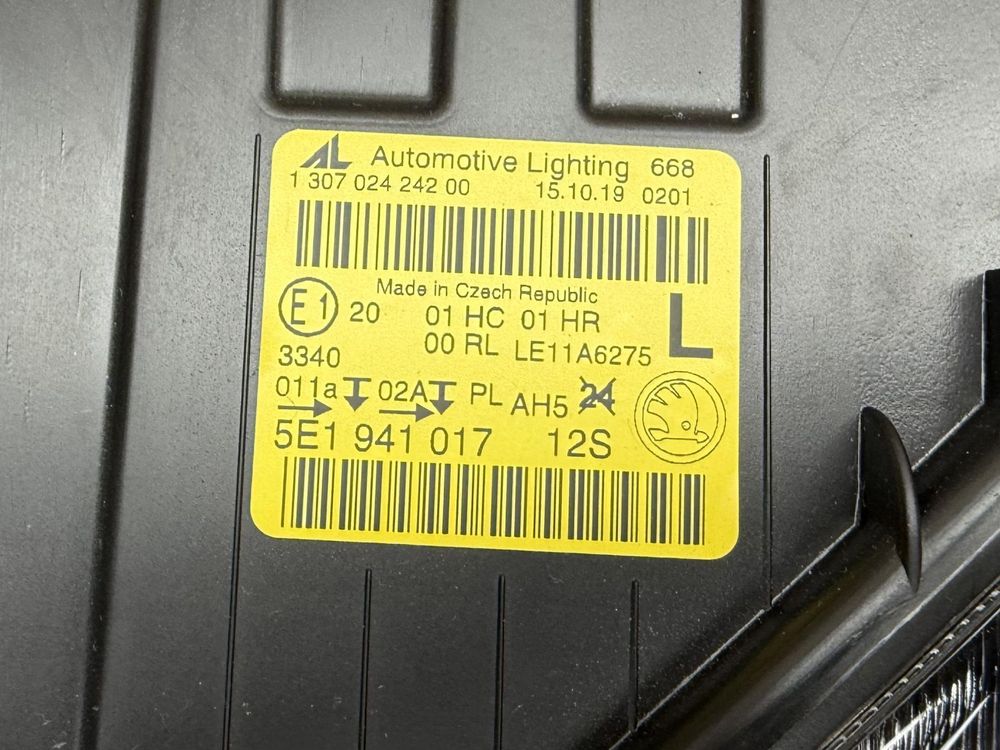 AL Automotive Lighting 668
1 307 024 242 00 15.10.19 0201
Made in Czech Republic
E1 20 01 HC 01 HR L
00 RL LE11A6275
3340
011a 02A PL AH5 24
5E1 941 017 12S